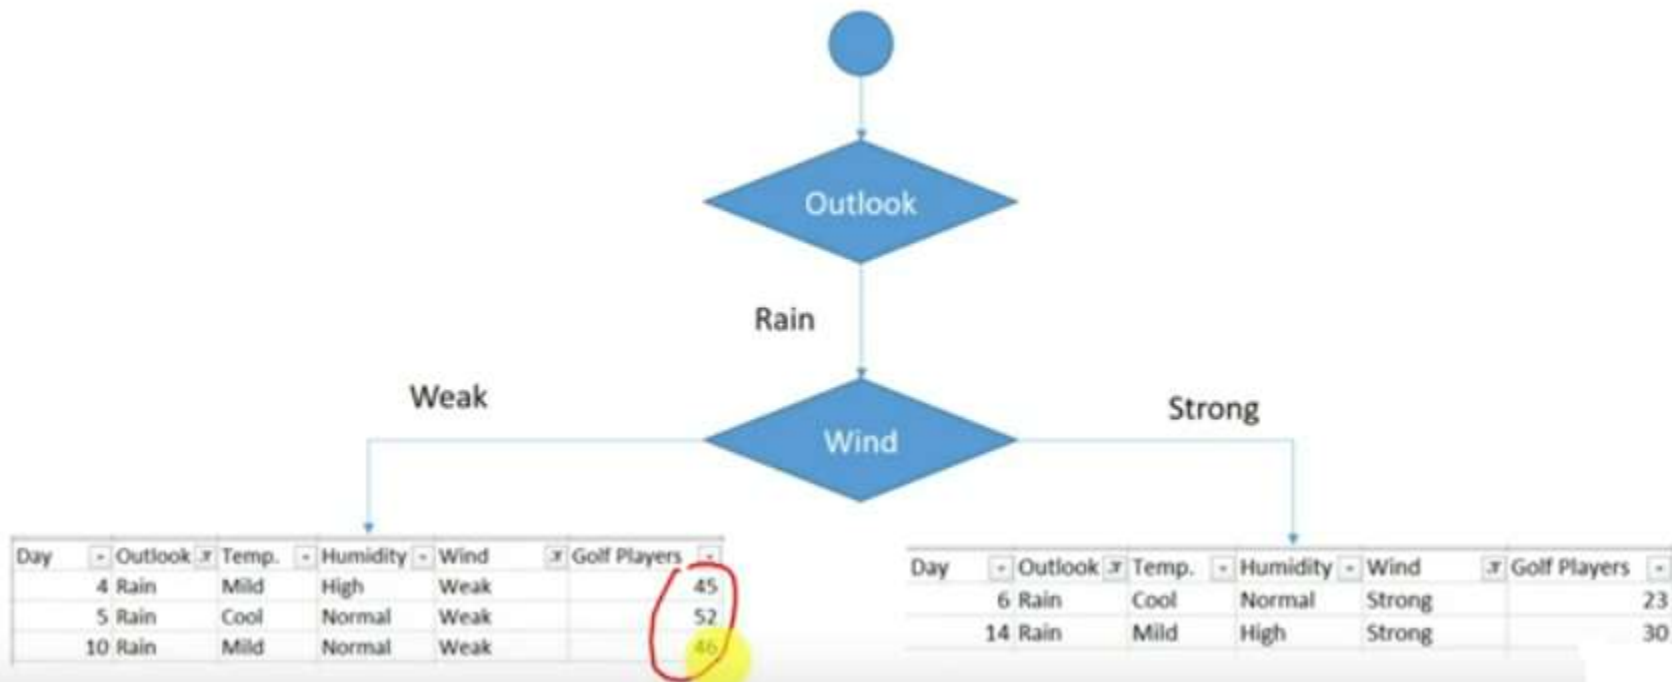 Outlook
Rain
Weak
Strong
Wind
Day Outlook Temp. Humidity Wind Golf Players
4 Rain Mild High Weak 45
5 Rain Cool Normal Weak 52
10 Rain Mild Normal Weak 46
Day Outlook Temp. Humidity Wind Golf Players
6 Rain Cool Normal Strong 23
14 Rain Mild High Strong 30